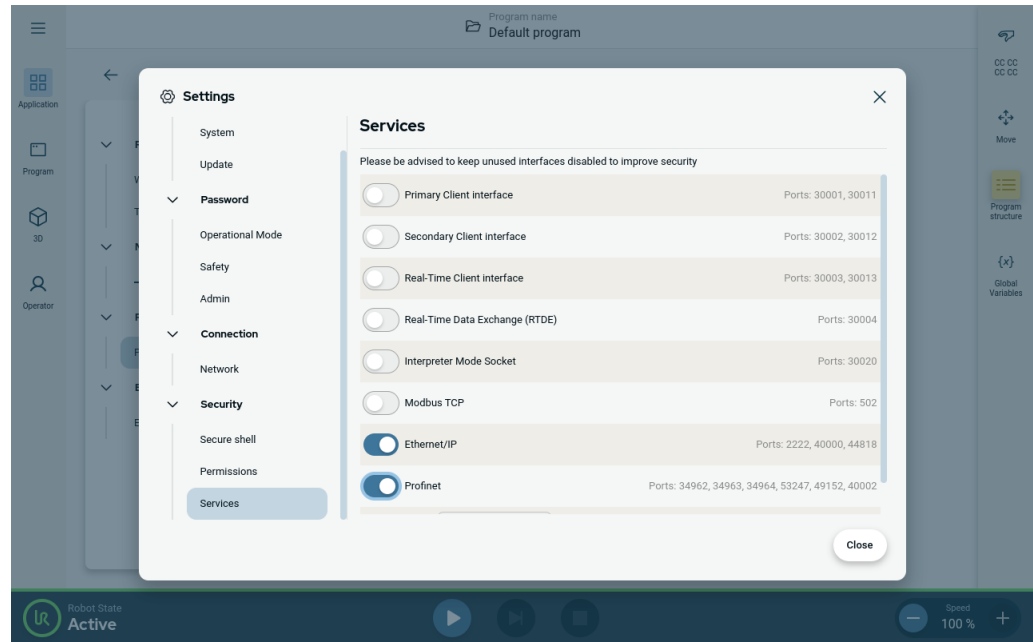 Program name
Default program
Application
Program
3D
Operator
Settings
System
Update
Password
Operational Mode
Safety
Admin
Connection
Network
Security
Secure shell
Permissions
Services
Services
Please be advised to keep unused interfaces disabled to improve security
Primary Client interface Ports: 30001, 30011
Secondary Client interface Ports: 30002, 30012
Real-Time Client interface Ports: 30003, 30013
Real-Time Data Exchange (RTDE) Ports: 30004
Interpreter Mode Socket Ports: 30020
Modbus TCP Ports: 502
Ethernet/IP Ports: 2222, 40000, 44818
Profinet Ports: 34962, 34963, 34964, 53247, 49152, 40002
Close
CC CC
CC CC
Move
Program
structure
{x}
Global
Variables
UR
Robot State
Active
Speed
100 %